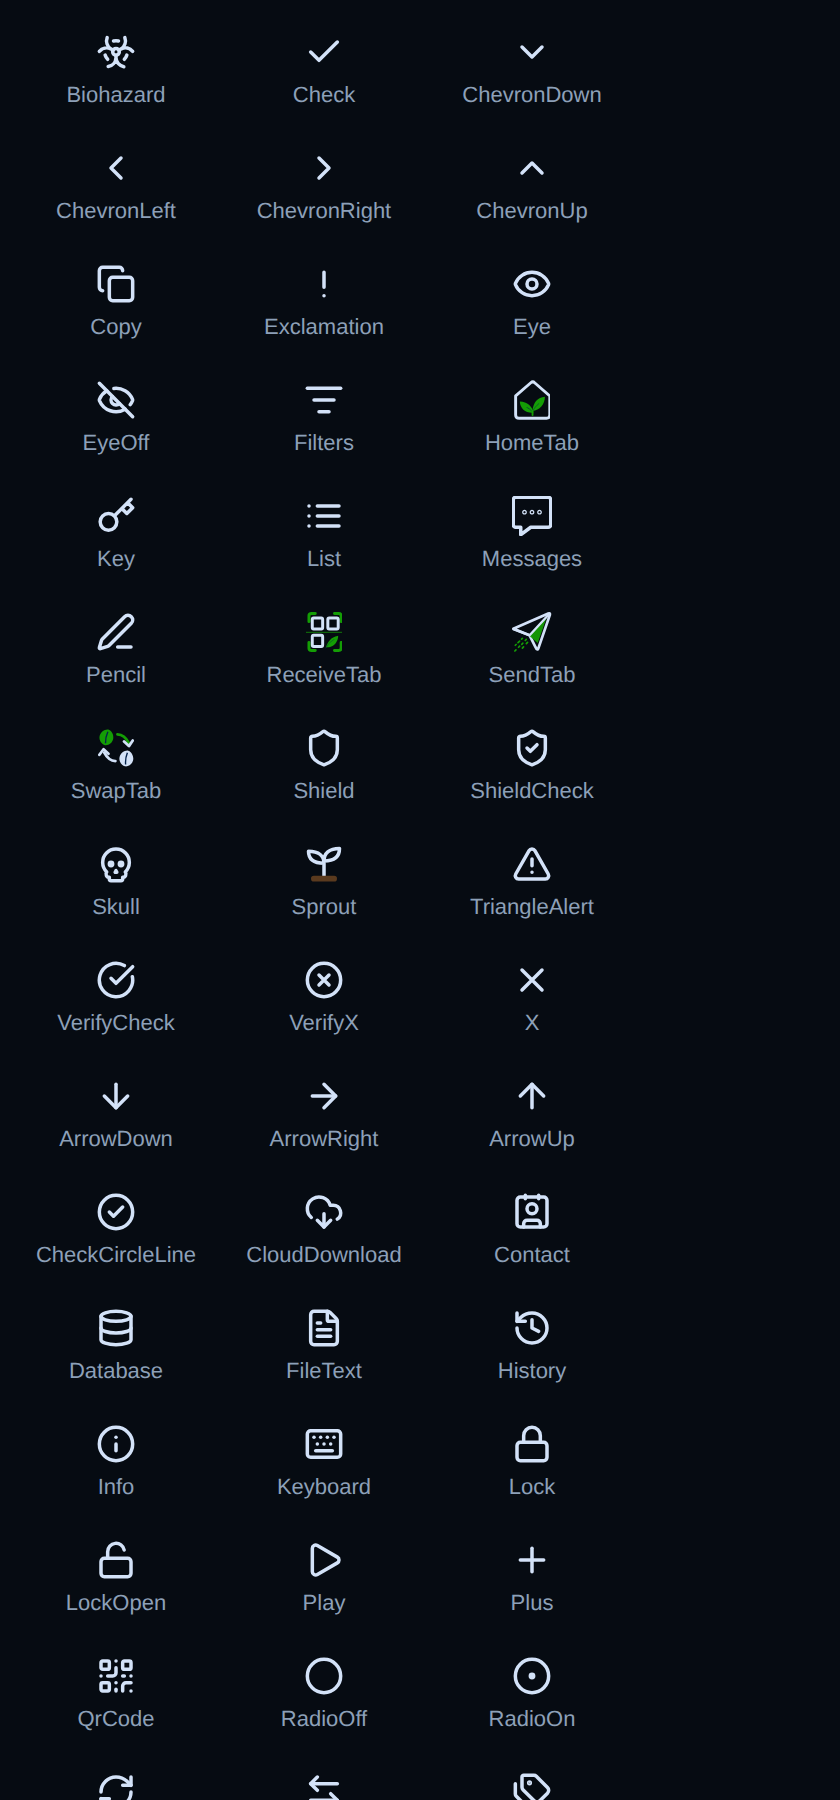 Biohazard
Check
ChevronDown
ChevronLeft
ChevronRight
ChevronUp
Copy
Exclamation
Eye
EyeOff
Filters
HomeTab
Key
List
Messages
Pencil
ReceiveTab
SendTab
SwapTab
Shield
ShieldCheck
Skull
Sprout
TriangleAlert
VerifyCheck
VerifyX
X
ArrowDown
ArrowRight
ArrowUp
CheckCircleLine
CloudDownload
Contact
Database
FileText
History
Info
Keyboard
Lock
LockOpen
Play
Plus
QrCode
RadioOff
RadioOn